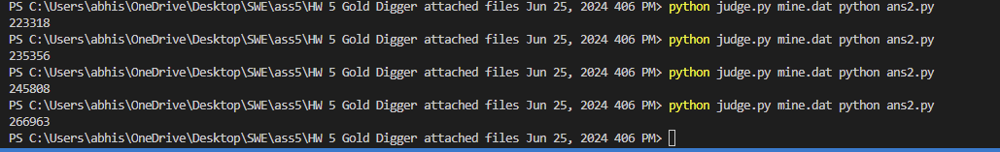 PS C:\Users\abhis\OneDrive\Desktop\SWE\ass5\HW 5 Gold Digger attached files Jun 25, 2024 406 PM> python judge.py mine.dat python ans2.py
223318
PS C:\Users\abhis\OneDrive\Desktop\SWE\ass5\HW 5 Gold Digger attached files Jun 25, 2024 406 PM> python judge.py mine.dat python ans2.py
235356
PS C:\Users\abhis\OneDrive\Desktop\SWE\ass5\HW 5 Gold Digger attached files Jun 25, 2024 406 PM> python judge.py mine.dat python ans2.py
245808
PS C:\Users\abhis\OneDrive\Desktop\SWE\ass5\HW 5 Gold Digger attached files Jun 25, 2024 406 PM> python judge.py mine.dat python ans2.py
266963
PS C:\Users\abhis\OneDrive\Desktop\SWE\ass5\HW 5 Gold Digger attached files Jun 25, 2024 406 PM>